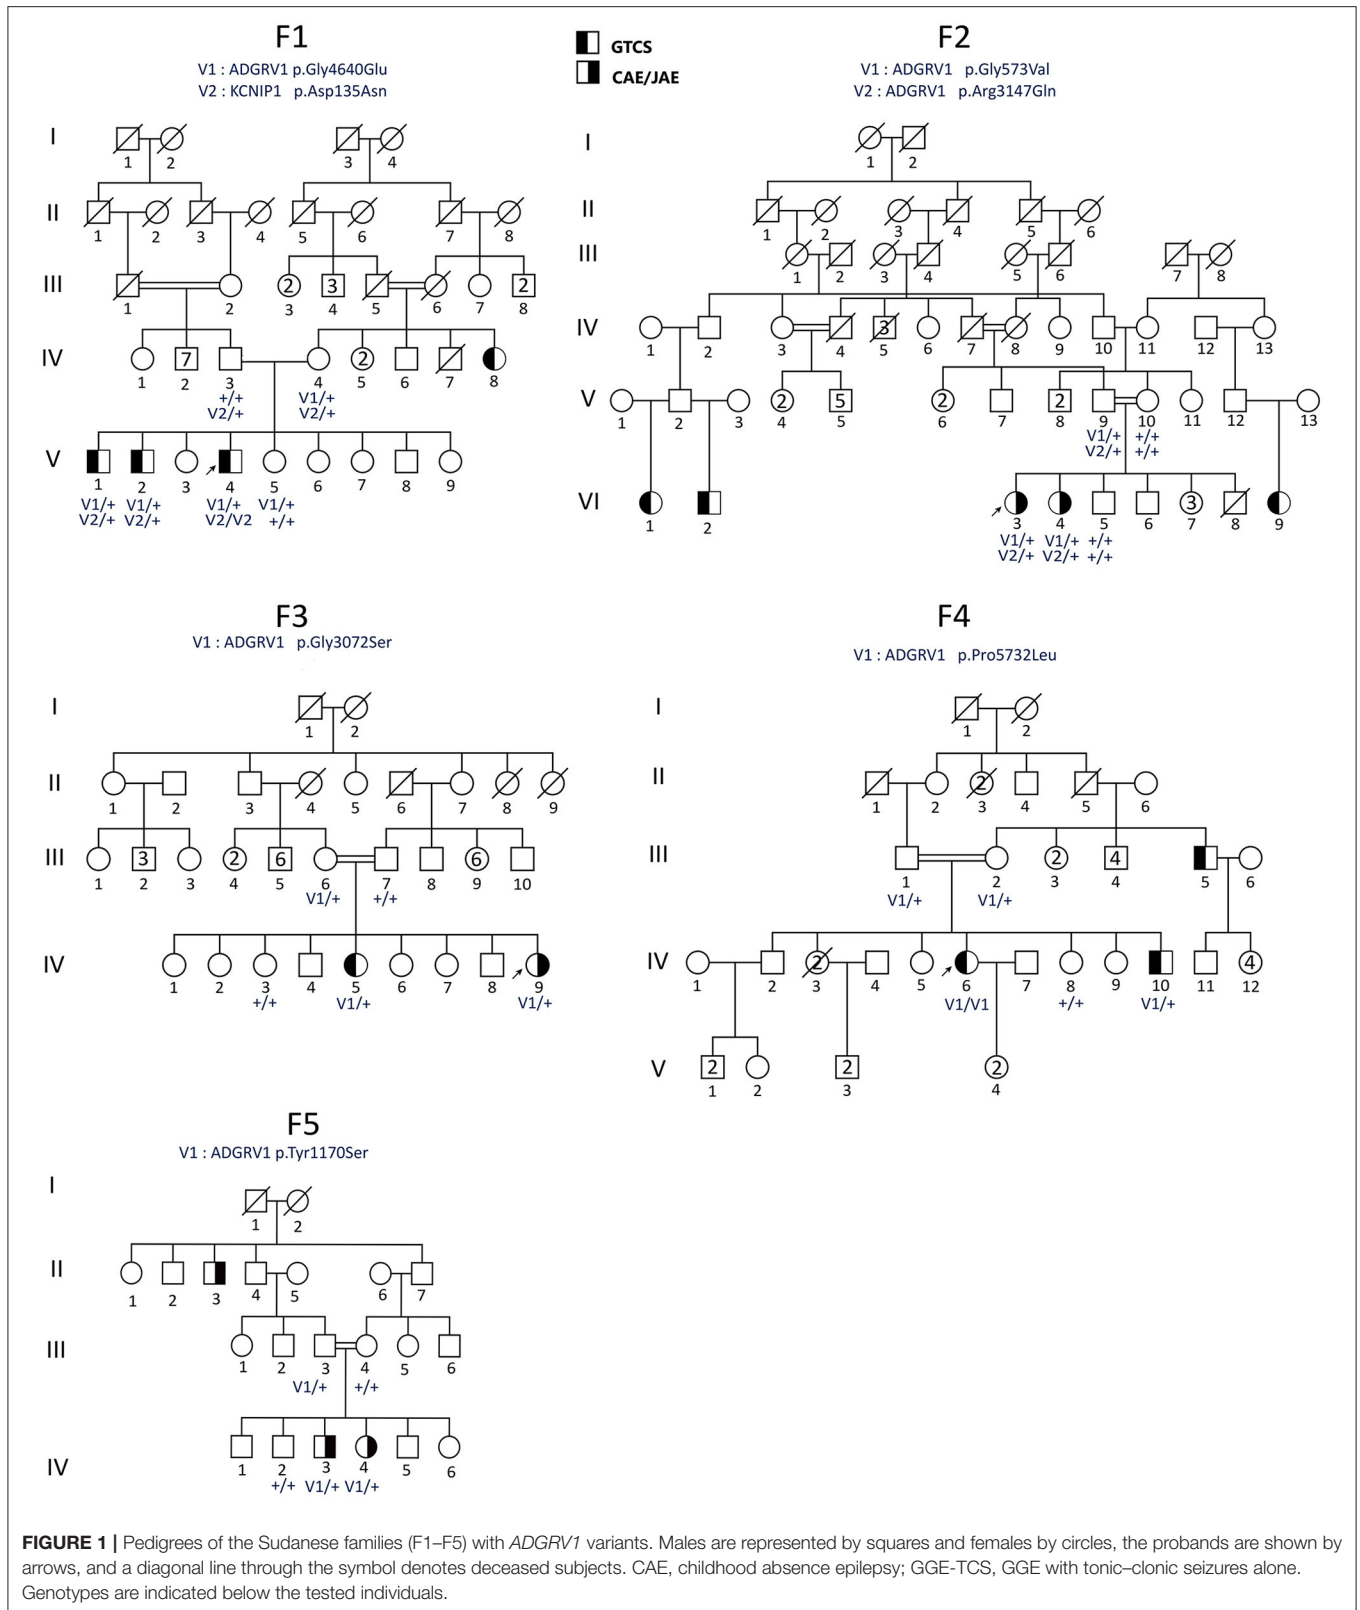 F1
V1 : ADGRV1 p.Gly4640Glu
V2 : KCNIP1 p.Asp135Asn
GTCS
CAE/JAE
F2
V1 : ADGRV1 p.Gly573Val
V2 : ADGRV1 p.Arg3147Gln
I
1 2 3 4
II
1 2 3 4 5 6 7 8
III
2 3 2
1 2 3 4 5 6 7 8
IV
7 2
1 2 3 4 5 6 7 8
+/+ V1/+
V2/+ V2/+
V
1 2 3 4 5 6 7 8 9
V1/+ V1/+ V1/+ V1/+
V2/+ V2/+ V2/V2 +/+
I
1 2
II
1 2 3 4 5 6
III
1 2 3 4 5 6 7 8
IV
3
1 2 3 4 5 6 7 8 9 10 11 12 13
V
2 5 2 2
1 2 3 4 5 6 7 8 9 10 11 12 13
V1/+ +/+
V2/+ +/+
VI
3
1 2 3 4 5 6 7 8 9
V1/+ V1/+ +/+
V2/+ V2/+ +/+
F3
V1 : ADGRV1 p.Gly3072Ser
I
1 2
II
1 2 3 4 5 6 7 8 9
III
3 2 6 6
1 2 3 4 5 6 7 8 9 10
V1/+ +/+
IV
1 2 3 4 5 6 7 8 9
+/+ V1/+ V1/+
F4
V1 : ADGRV1 p.Pro5732Leu
I
1 2
II
2
1 2 3 4 5 6
III
2 4
1 2 3 4 5 6
V1/+ V1/+
IV
2 4
1 2 3 4 5 6 7 8 9 10 11 12
V1/V1 +/+ V1/+
V
2 2 2
1 2 3 4
F5
V1 : ADGRV1 p.Tyr1170Ser
I
1 2
II
1 2 3 4 5 6 7
III
1 2 3 4 5 6
V1/+ +/+
IV
1 2 3 4 5 6
+/+ V1/+ V1/+
FIGURE 1 | Pedigrees of the Sudanese families (F1–F5) with ADGRV1 variants. Males are represented by squares and females by circles, the probands are shown by
arrows, and a diagonal line through the symbol denotes deceased subjects. CAE, childhood absence epilepsy; GGE-TCS, GGE with tonic–clonic seizures alone.
Genotypes are indicated below the tested individuals.